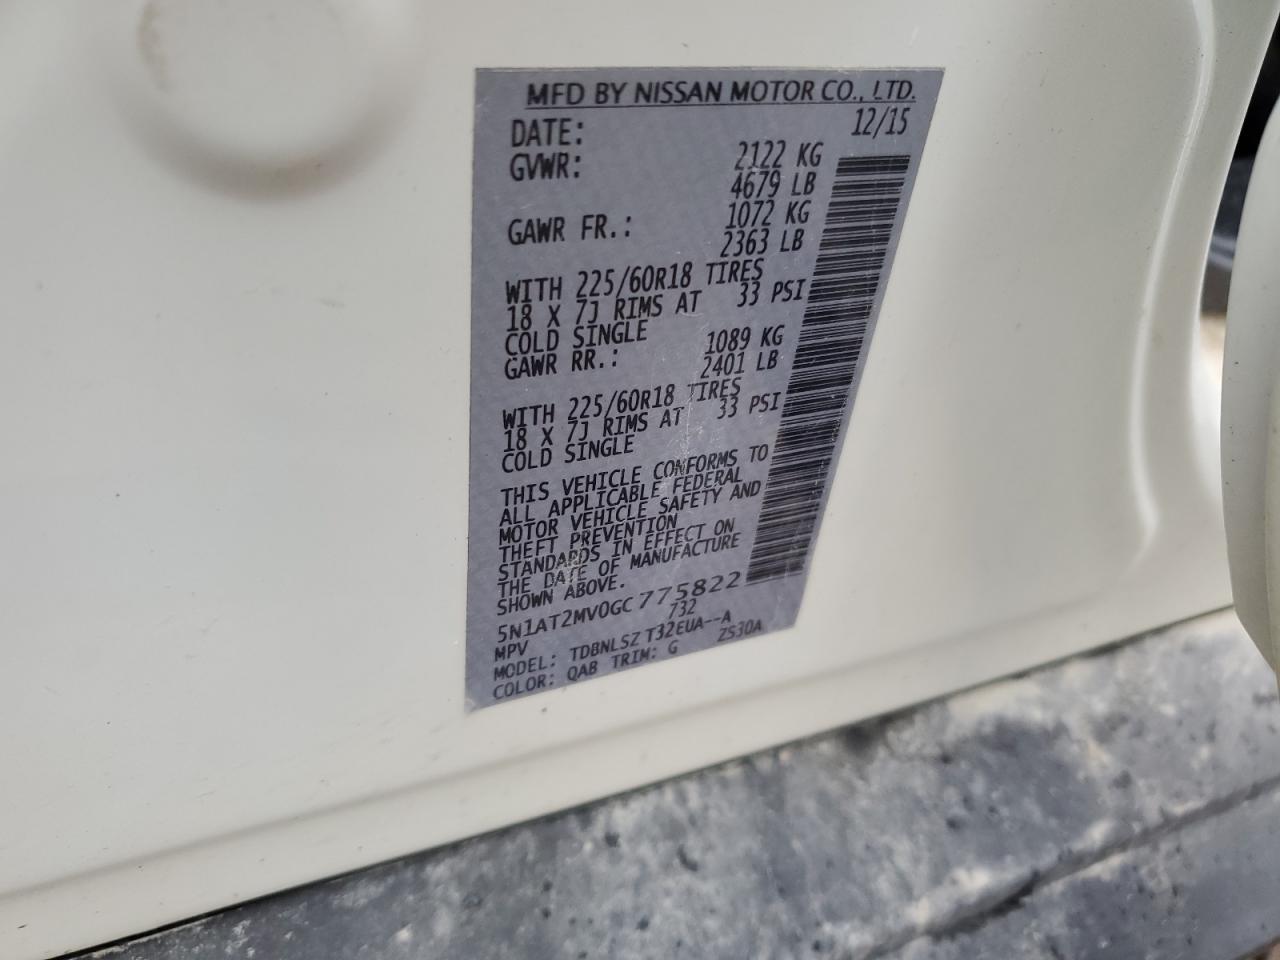 MFD BY NISSAN MOTOR CO., LTD.
DATE: 12/15
GVWR: 2122 KG
4679 LB
GAWR FR.: 1072 KG
2363 LB
WITH 225/60R18 TIRES
18 X 7J RIMS AT 33 PSI
COLD SINGLE
GAWR RR.: 1089 KG
2401 LB
WITH 225/60R18 TIRES
18 X 7J RIMS AT 33 PSI
COLD SINGLE
THIS VEHICLE CONFORMS TO
ALL APPLICABLE FEDERAL
MOTOR VEHICLE SAFETY AND
THEFT PREVENTION
STANDARDS IN EFFECT ON
THE DATE OF MANUFACTURE
SHOWN ABOVE.
5N1AT2MV0GC775822
MPV 732
MODEL: TDBNLSZ T32EUA--A
COLOR: QAB TRIM: G ZS30A